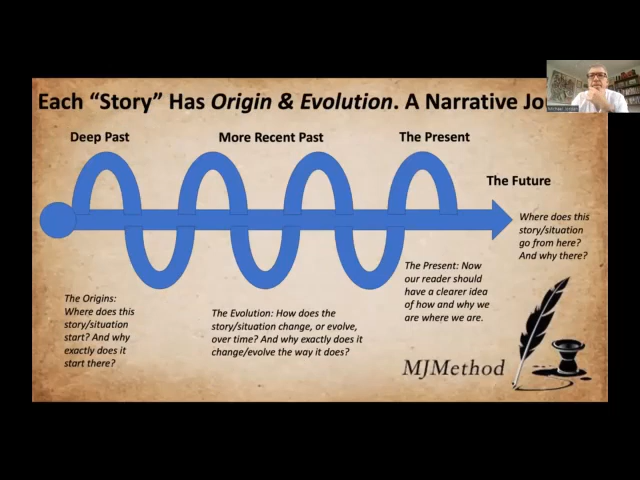 Each “Story” Has Origin & Evolution. A Narrative
Deep Past
More Recent Past
The Present
The Future
Where does this
story/situation
go from here?
And why there?
The Present: Now
our reader should
have a clearer idea
of how and why we
are where we are.
The Origins:
Where does this
story/situation
start? And why
exactly does it
start there?
The Evolution: How does the
story/situation change, or evolve,
over time? And why exactly does it
change/evolve the way it does?
MJMethod